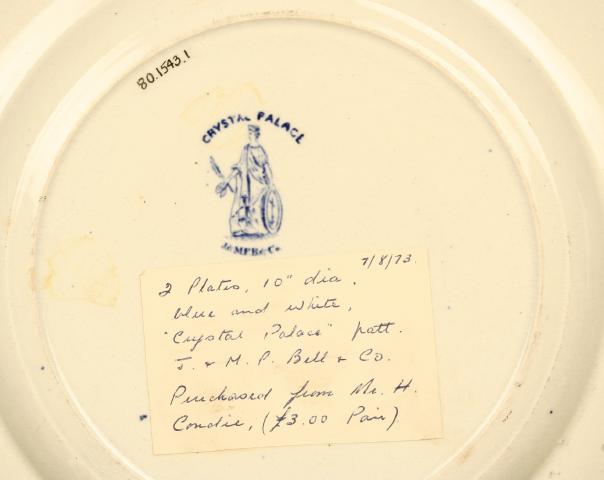 80.1543.1
CRYSTAL PALACE
J&MPB&Co.
7/8/73.
2 Plates, 10" dia.
blue and white,
"Crystal Palace" patt.
J. & M. P. Bell & Co.
Purchased from Mr. H.
Condie, (£3.00 Pair).